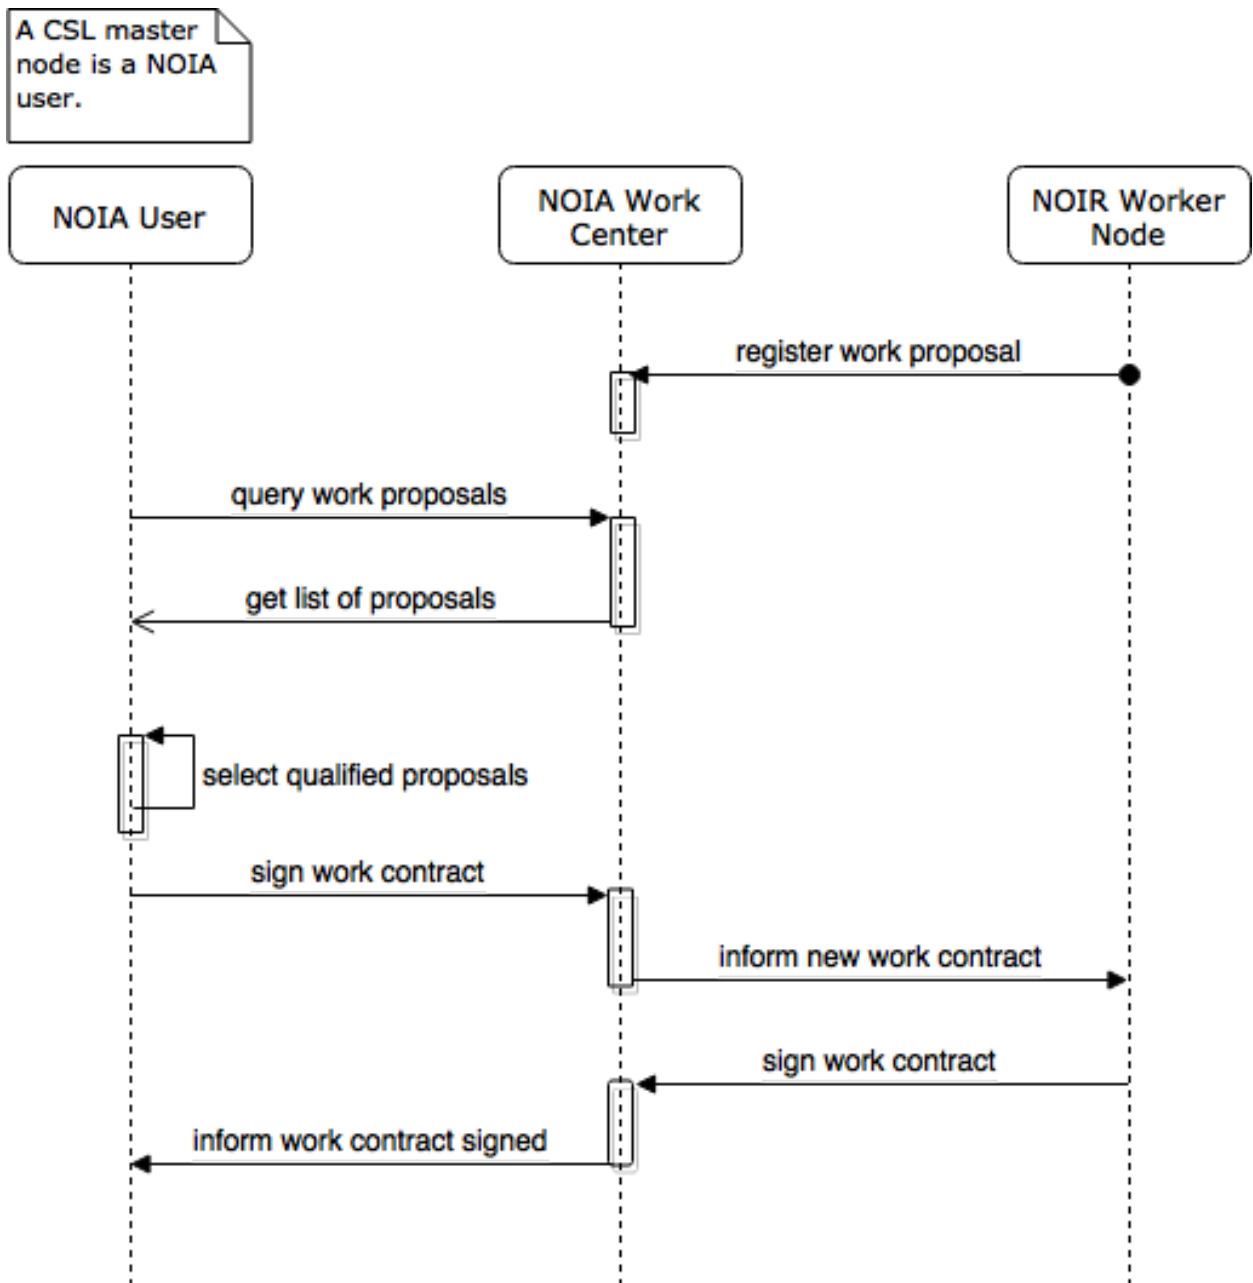 A CSL master
node is a NOIA
user.
NOIA User
NOIA Work
Center
NOIR Worker
Node
register work proposal
query work proposals
get list of proposals
select qualified proposals
sign work contract
inform new work contract
sign work contract
inform work contract signed